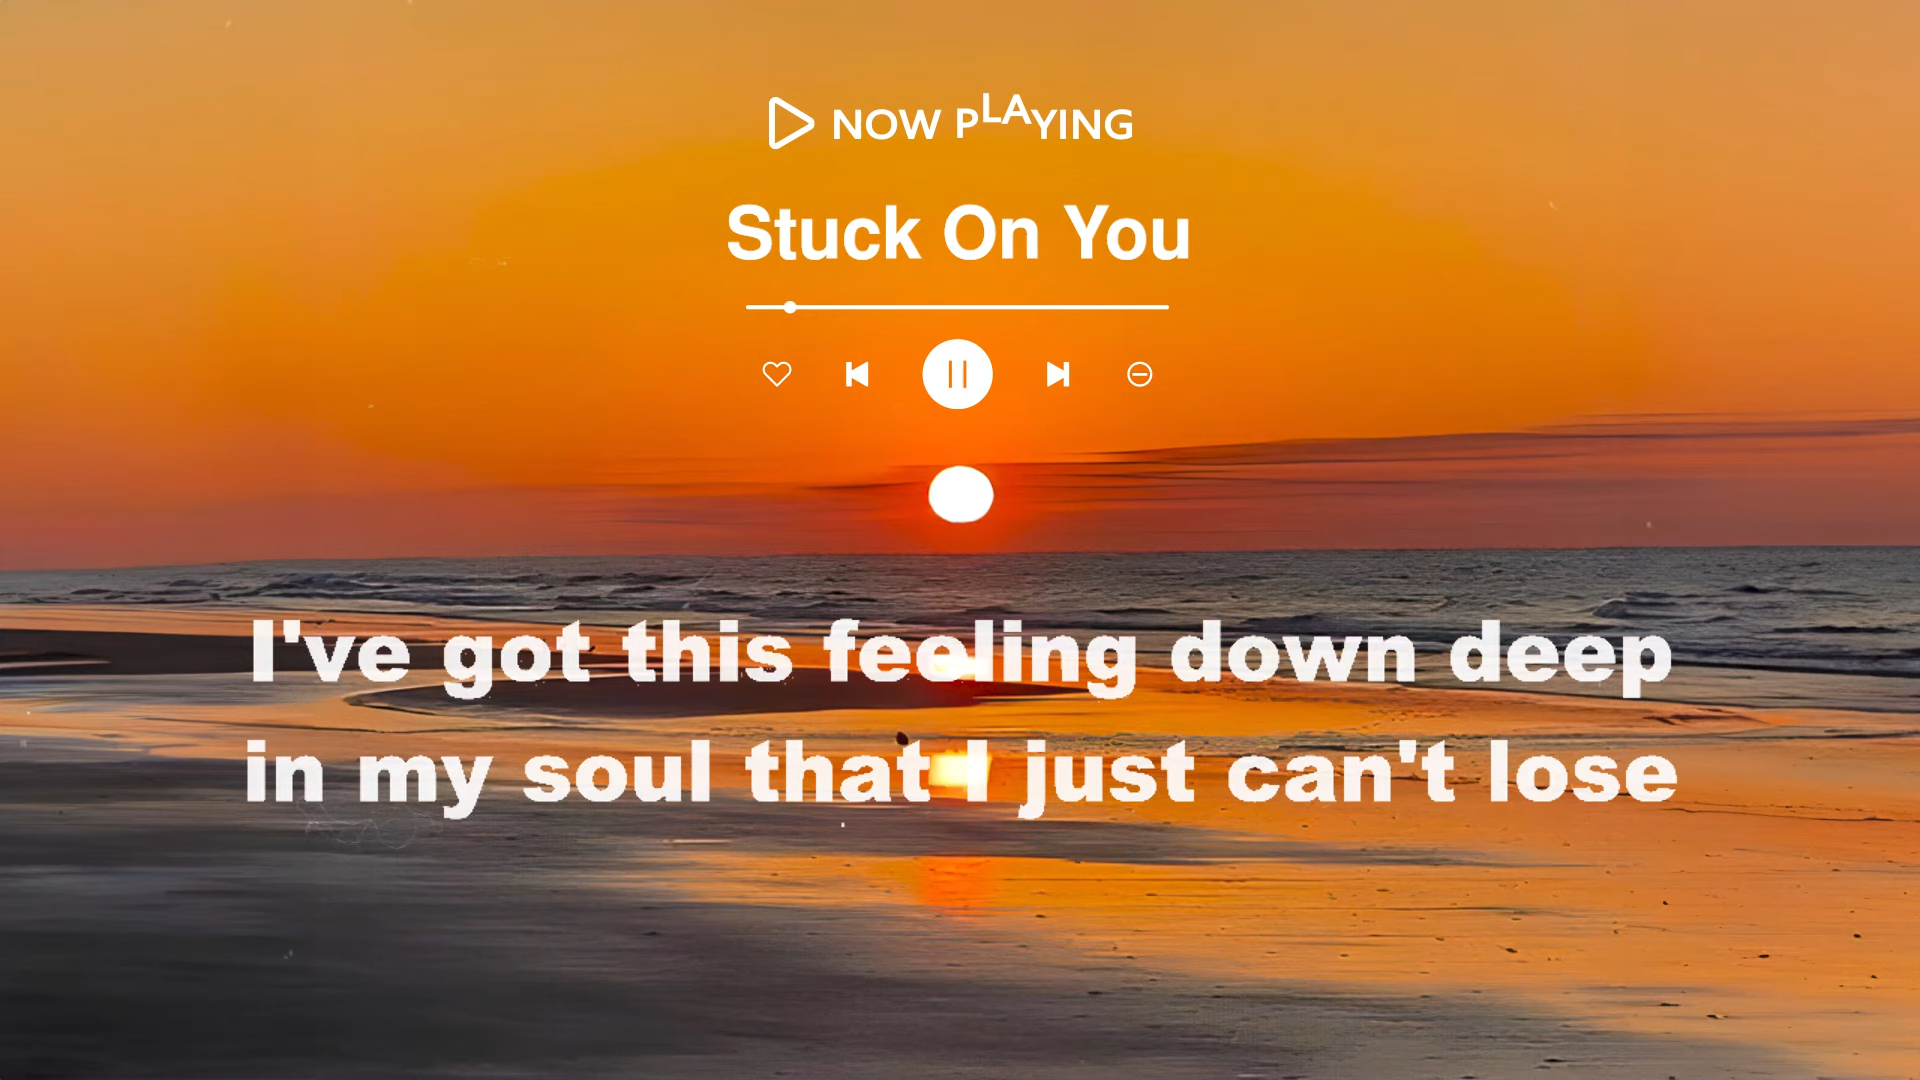 NOW PLAYING
Stuck On You
I've got this feeling down deep
in my soul that I just can't lose